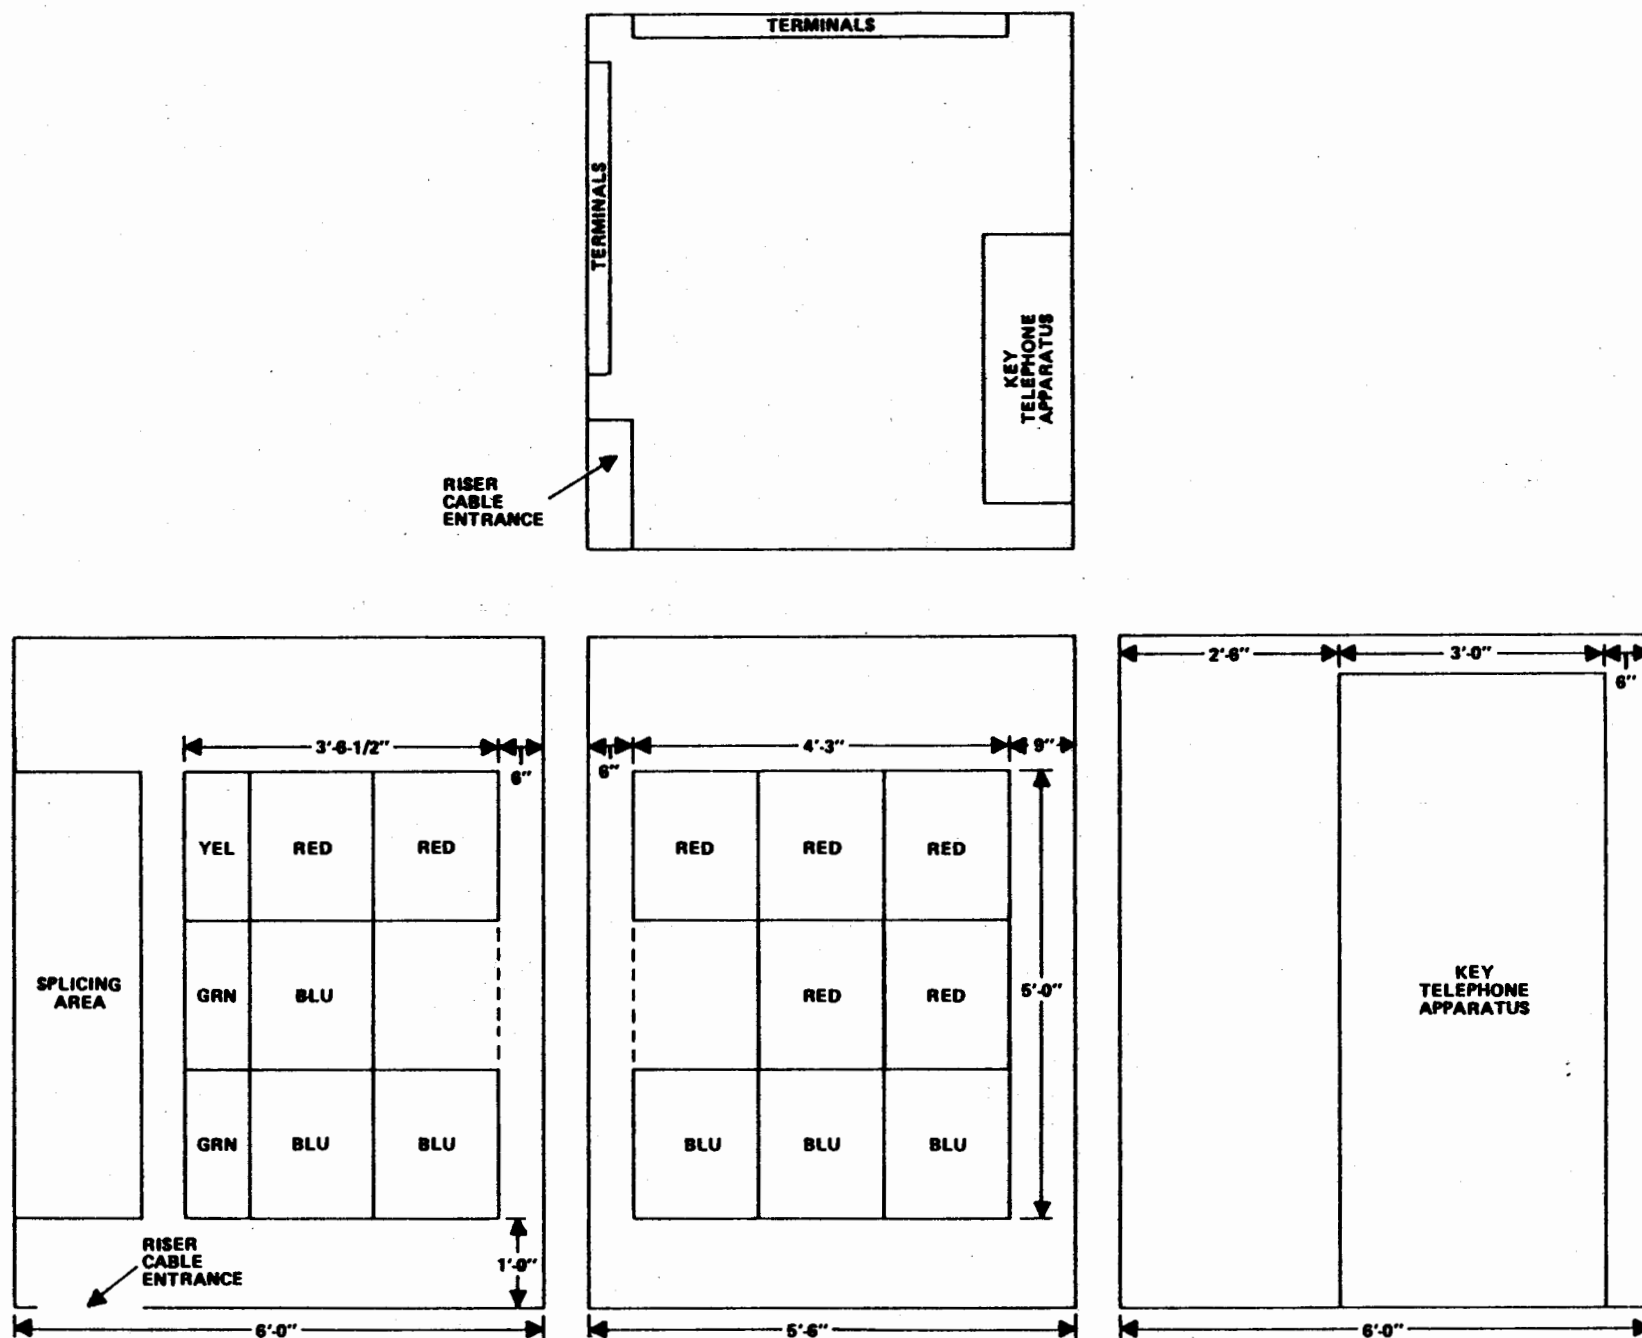 TERMINALS
TERMINALS
KEY
TELEPHONE
APPARATUS
RISER
CABLE
ENTRANCE
3'-6-1/2"
6"
YEL RED RED
GRN BLU
GRN BLU BLU
SPLICING
AREA
RISER
CABLE
ENTRANCE
1'-0"
6'-0"
6"
4'-3"
9"
RED RED RED
RED RED
BLU BLU BLU
5'-0"
5'-6"
2'-6"
3'-0"
6"
KEY
TELEPHONE
APPARATUS
6'-0"